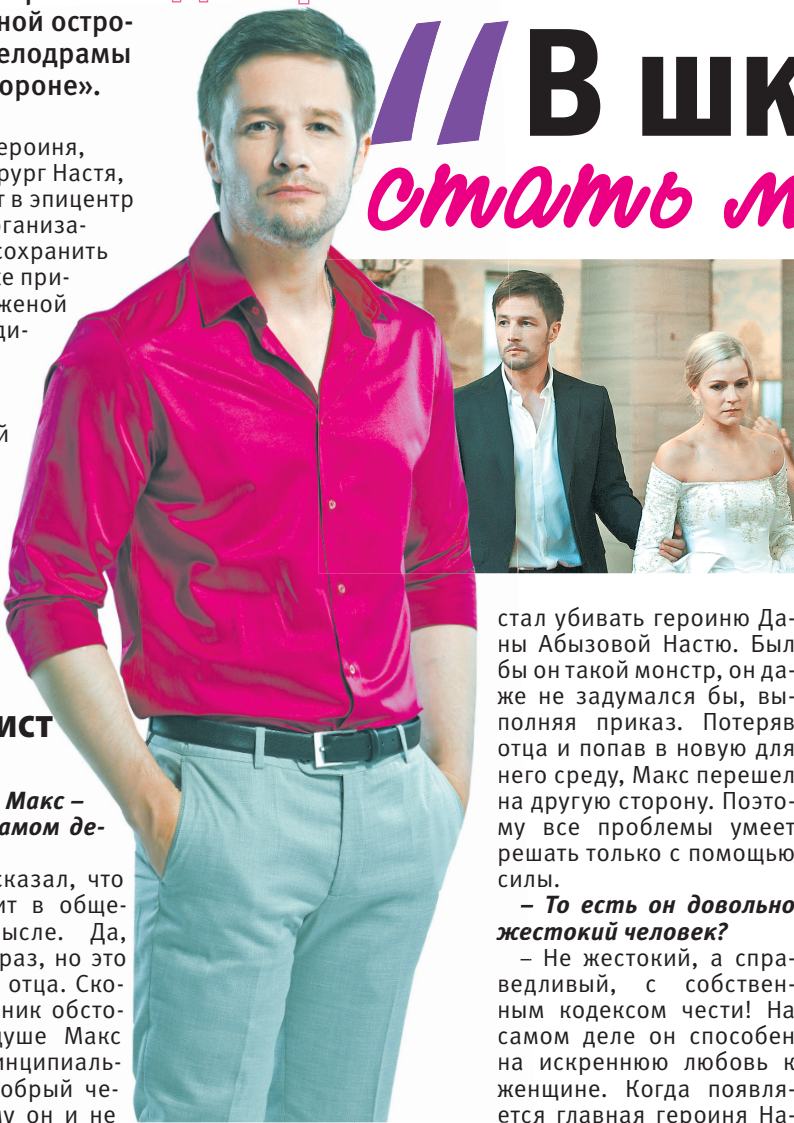 ной остро-
елодрамы
ороне».
ероиня,
рург Настя,
т в эпицентр
рганиза-
сохранить
же при-
женой
ди-
й
ист
Макс –
амом де-
сказал, что
ит в обще-
ысле. Да,
раз, но это
отца. Ско-
ник обсто-
душе Макс
инципиаль-
обрый че-
му он и не
"В шк
стать м
стал убивать героиню Да-
ны Абызовой Настю. Был
бы он такой монстр, он да-
же не задумался бы, вы-
полняя приказ. Потеряв
отца и попав в новую для
него среду, Макс перешел
на другую сторону. Поэто-
му все проблемы умеет
решать только с помощью
силы.
– То есть он довольно
жестокий человек?
– Не жестокий, а спра-
ведливый, с собствен-
ным кодексом чести! На
самом деле он способен
на искреннюю любовь к
женщине. Когда появля-
ется главная героиня На-